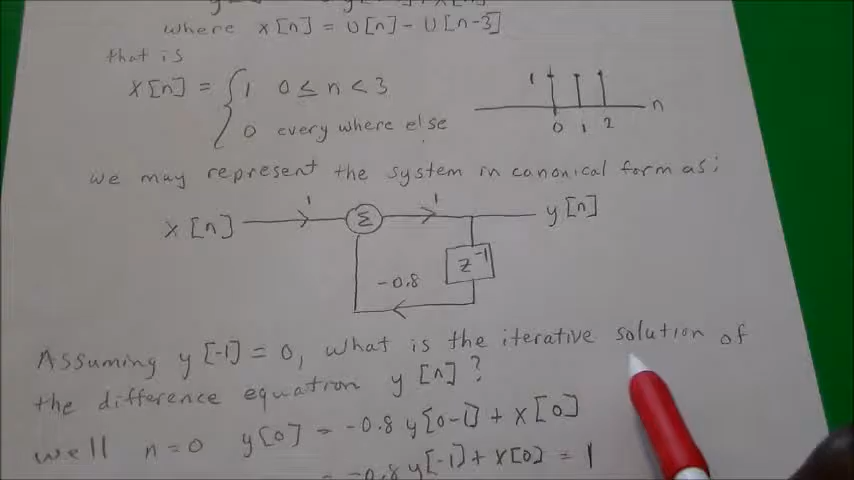 where x[n] = U[n] - U[n-3]
that is
x[n] = { 1 0 ≤ n < 3
0 every where else
1
n
0 1 2
we may represent the system in canonical form as;
x[n] 1 Σ 1 y[n]
z⁻¹
-0.8
Assuming y[-1] = 0, what is the iterative solution of
the difference equation y[n]?
well n=0 y[0] = -0.8 y[0-1] + x[0]
= -0.8 y[-1] + x[0] = 1